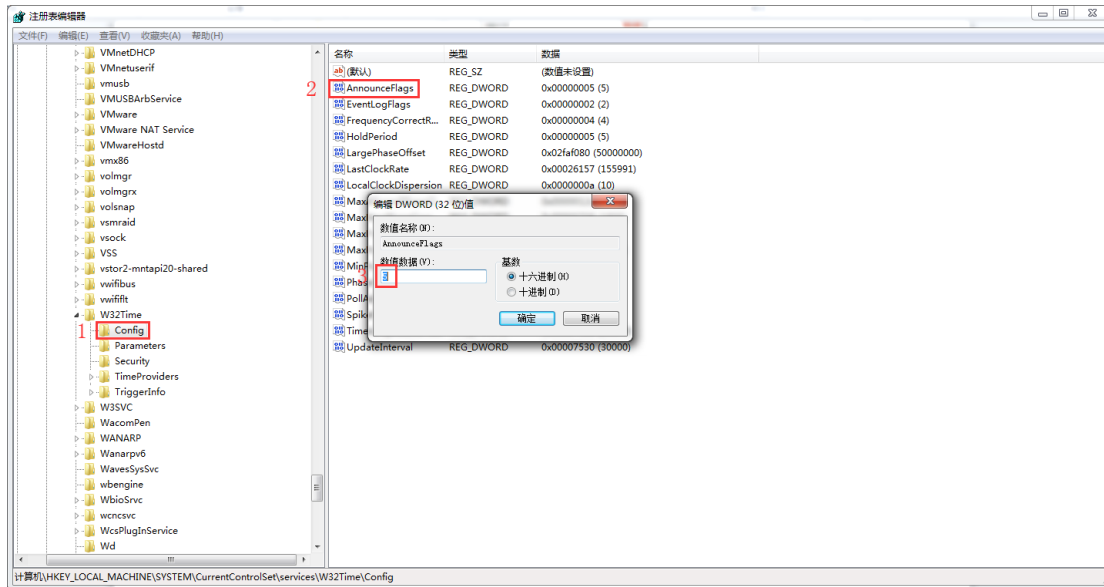 注册表编辑器
文件(F) 编辑(E) 查看(V) 收藏夹(A) 帮助(H)
VMnetDHCP
VMnetuserif
vmusb
VMUSBArbService
VMware
VMware NAT Service
VMwareHostd
vmx86
volmgr
volmgrx
volsnap
vsmraid
vsock
VSS
vstor2-mntapi20-shared
vwifibus
vwififlt
W32Time
1 Config
Parameters
Security
TimeProviders
TriggerInfo
W3SVC
WacomPen
WANARP
Wanarpv6
WavesSysSvc
wbengine
WbioSrvc
wcncsvc
WcsPlugInService
Wd
名称 类型 数据
ab (默认) REG_SZ (数值未设置)
2 AnnounceFlags REG_DWORD 0x00000005 (5)
EventLogFlags REG_DWORD 0x00000002 (2)
FrequencyCorrectR... REG_DWORD 0x00000004 (4)
HoldPeriod REG_DWORD 0x00000005 (5)
LargePhaseOffset REG_DWORD 0x02faf080 (50000000)
LastClockRate REG_DWORD 0x00026157 (155991)
LocalClockDispersion REG_DWORD 0x0000000a (10)
UpdateInterval REG_DWORD 0x00007530 (30000)
编辑 DWORD (32 位)值
数值名称(N):
AnnounceFlags
数值数据(V):
3 5
基数
十六进制(H)
十进制(D)
确定 取消
计算机\HKEY_LOCAL_MACHINE\SYSTEM\CurrentControlSet\services\W32Time\Config